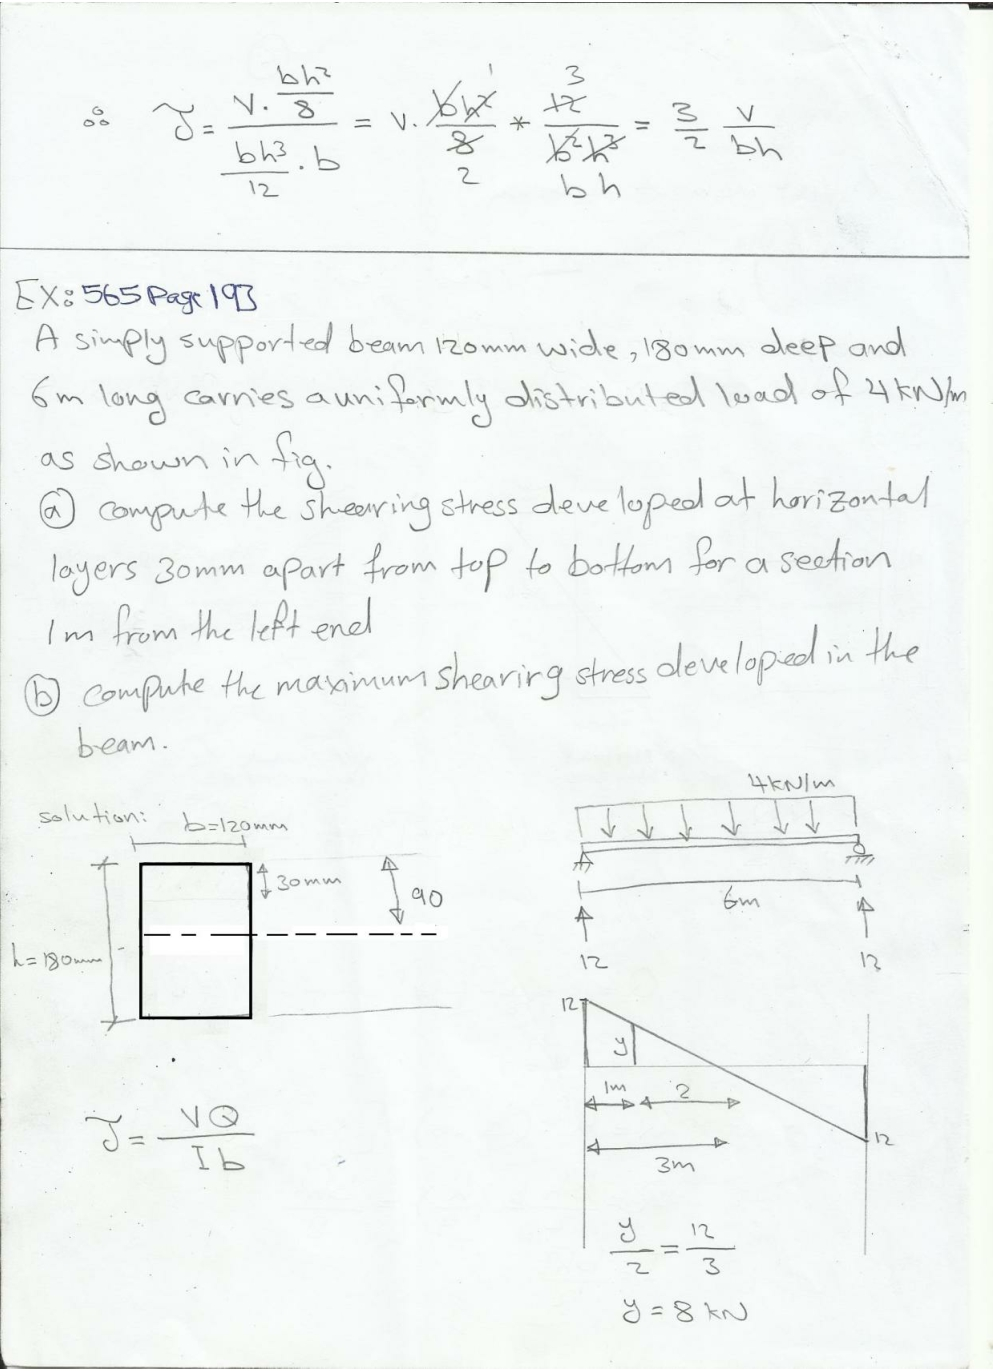 ∴ τ = (V · bh²/8) / (bh³/12 · b) = V · bh²/8 * 12/(b²h³) = 3/2 V/bh
1 3
2 bh
EX: 565 Page 193
A simply supported beam 120mm wide, 180mm deep and
6m long carries a uniformly distributed load of 4kN/m
as shown in fig.
ⓐ compute the shearing stress developed at horizontal
layers 30mm apart from top to bottom for a section
1m from the left end
ⓑ compute the maximum shearing stress developed in the
beam.
solution:
b=120mm
30mm
90
h=180mm
4kN/m
6m
12 12
12
y
1m 2
3m
12
τ = VQ / Ib
y/2 = 12/3
y = 8 kN